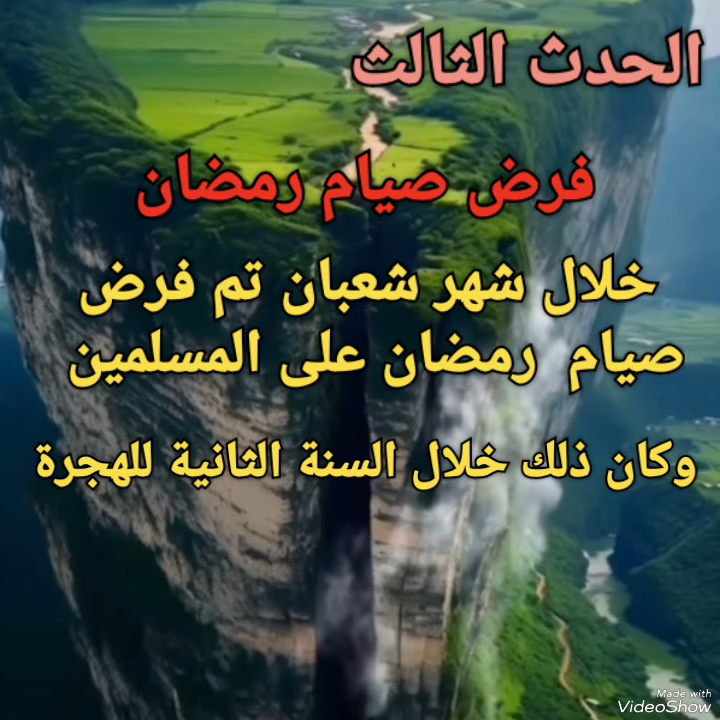 الحدث الثالث
فرض صيام رمضان
خلال شهر شعبان تم فرض
صيام رمضان على المسلمين
وكان ذلك خلال السنة الثانية للهجرة
Made with
VideoShow